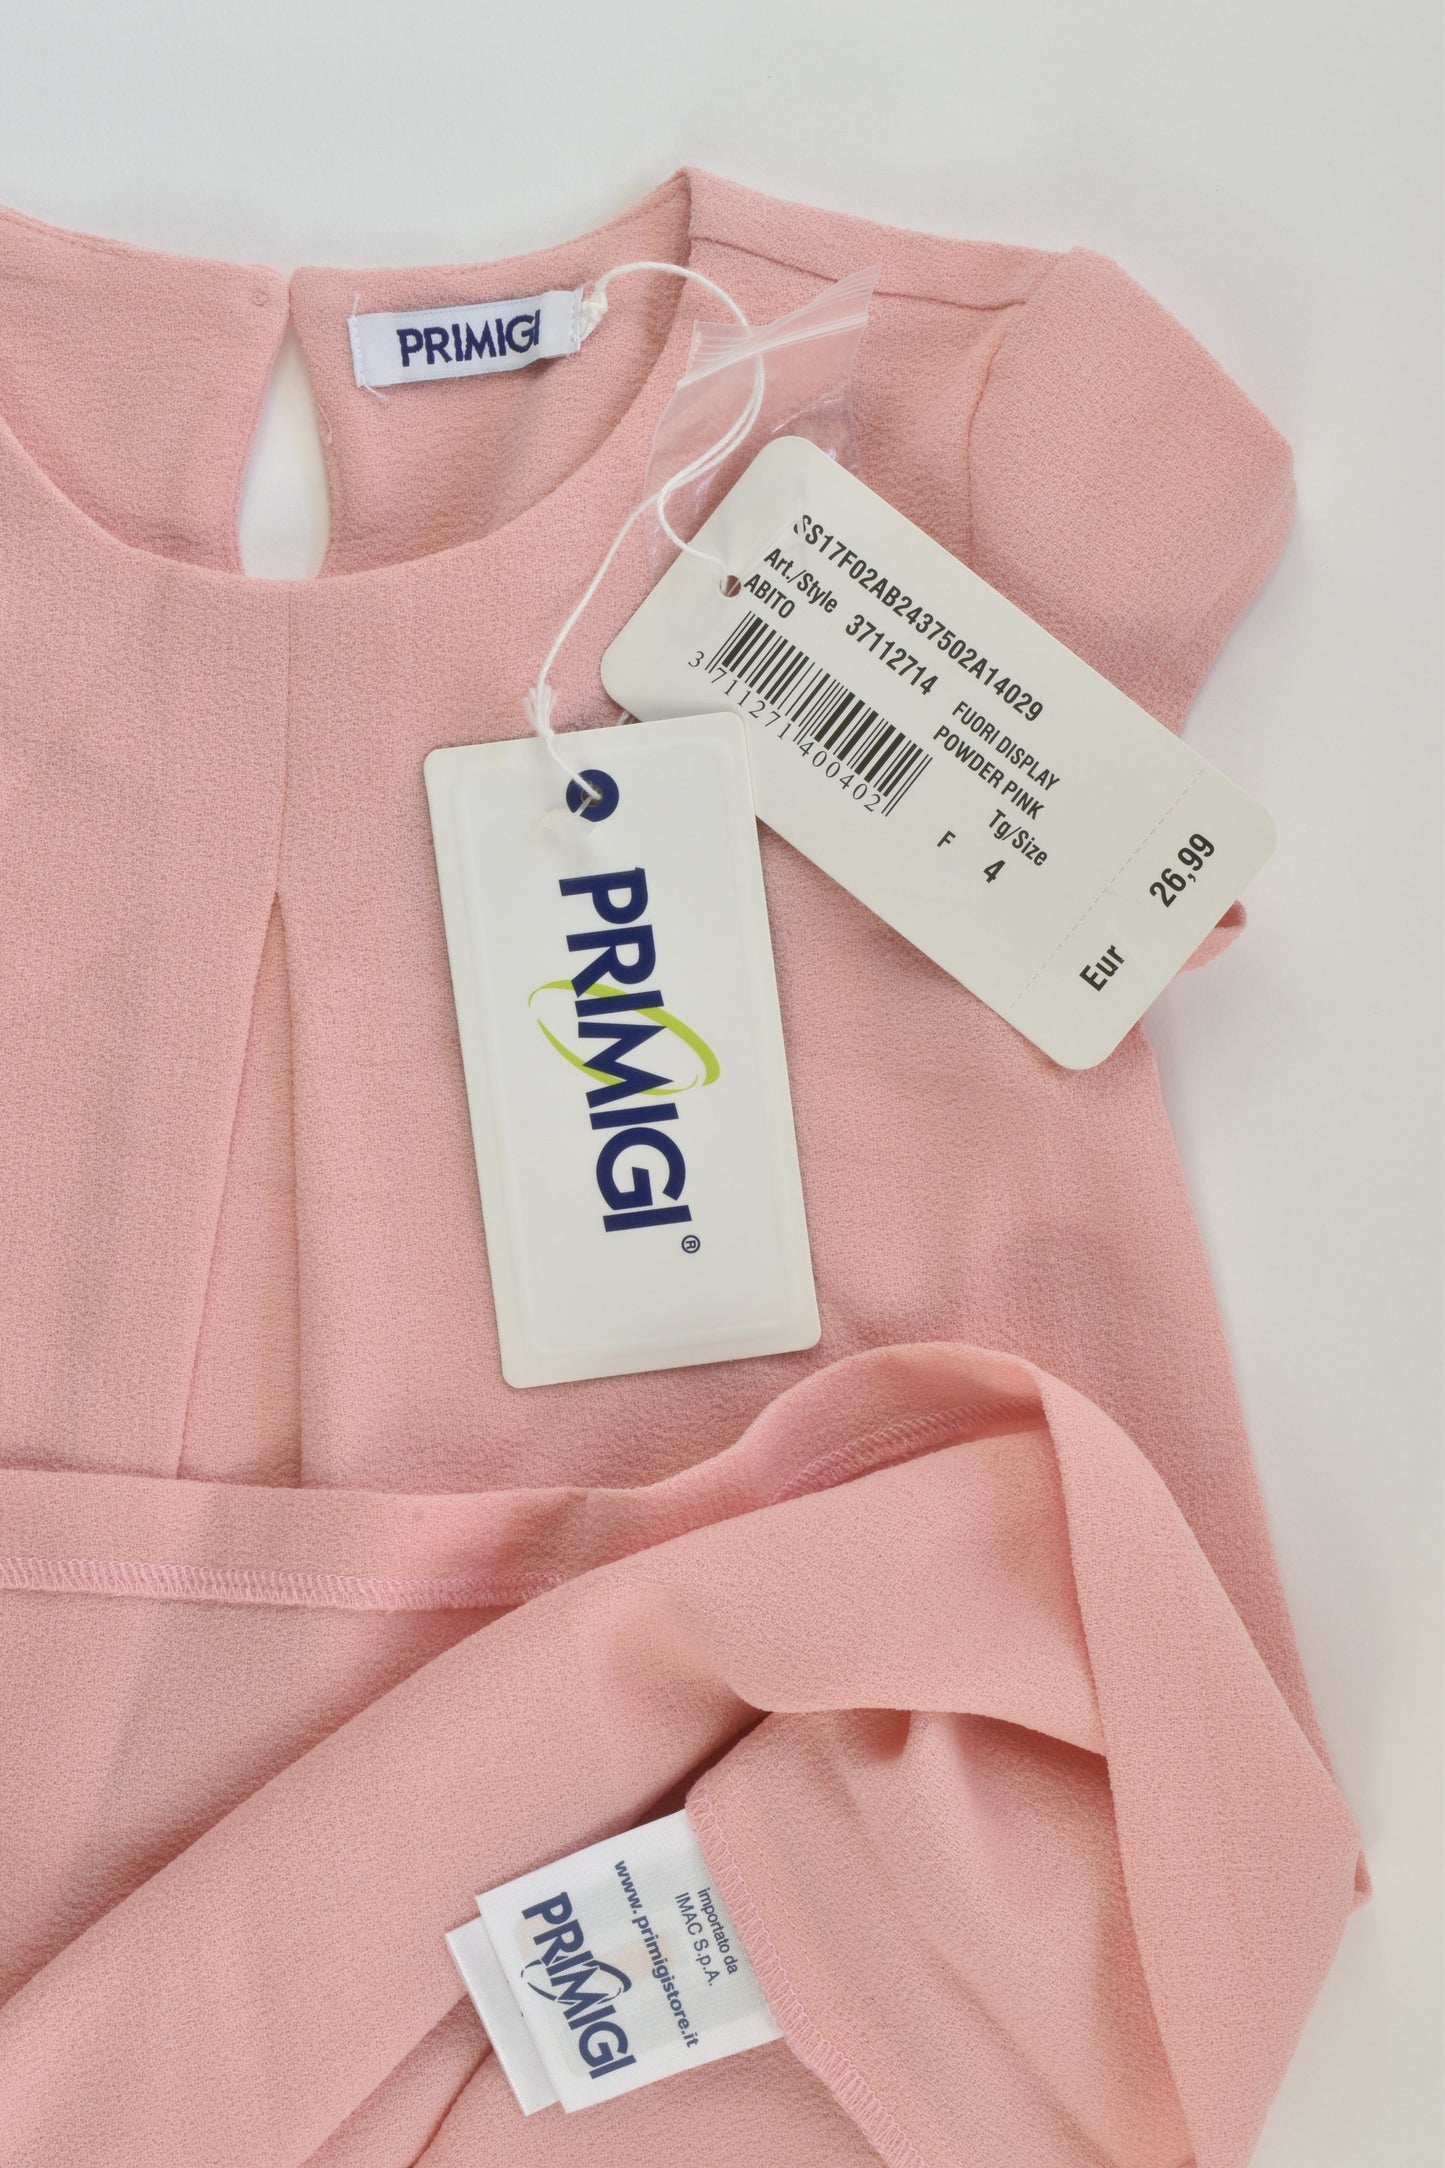 PRIMIGI
SS17F02AB2437502A14029
Art./Style 37112714
ABITO
FUORI DISPLAY
POWDER PINK
3711271400402
Tg/Size
F 4
Eur 26,99
PRIMIGI®
importato da
IMAC S.p.A.
www.primigistore.it
PRIMIGI